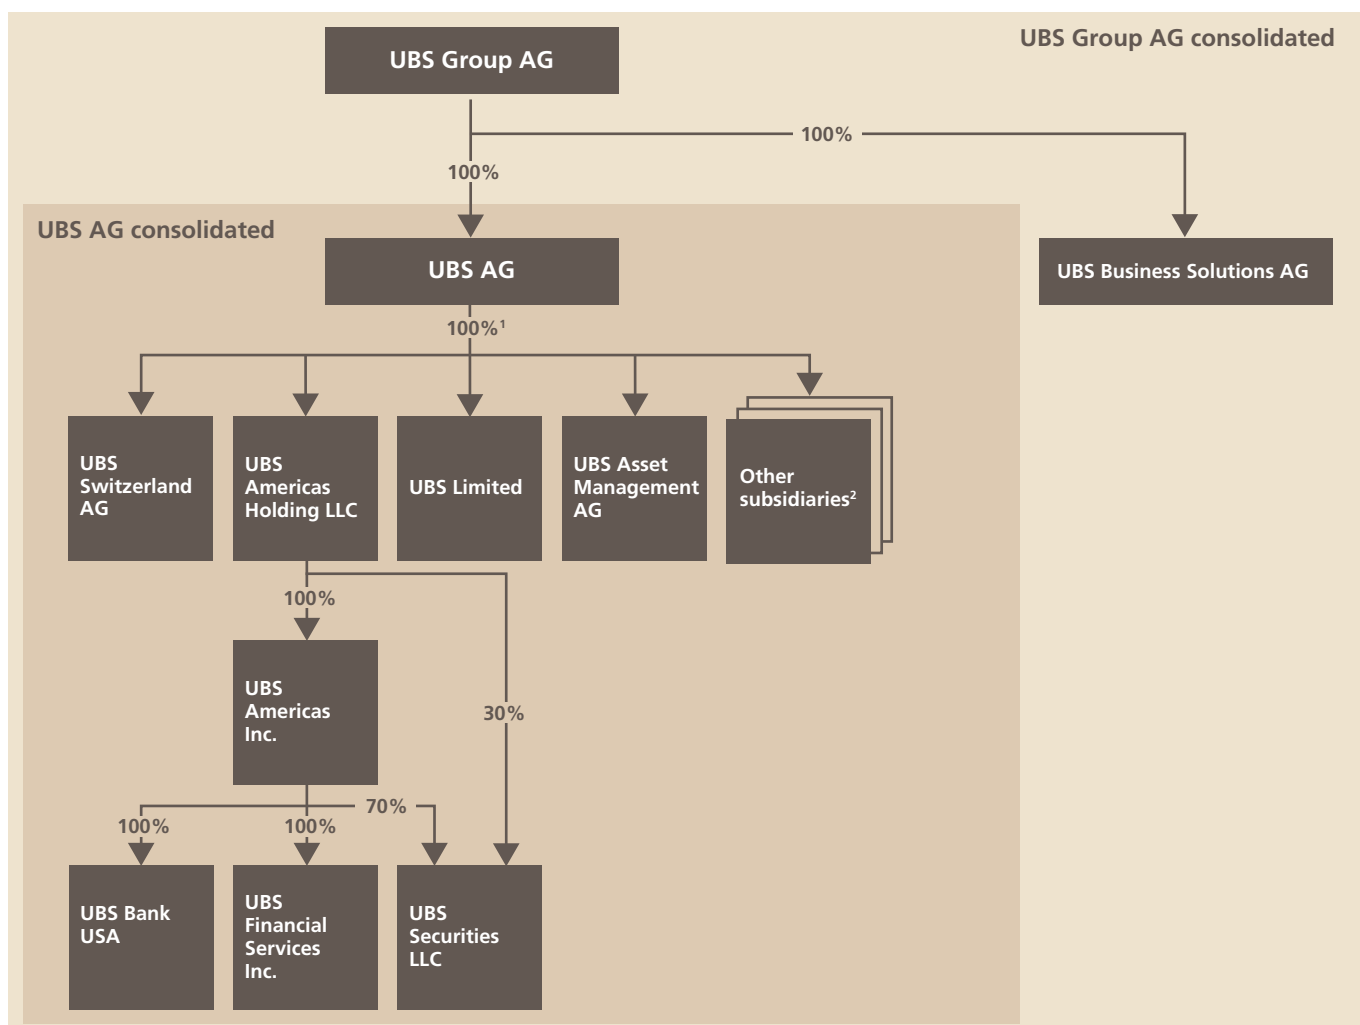 UBS Group AG consolidated
UBS Group AG
100%
100%
UBS AG consolidated
UBS AG
UBS Business Solutions AG
100%¹
UBS
Switzerland
AG
UBS
Americas
Holding LLC
UBS Limited
UBS Asset
Management
AG
Other
subsidiaries²
100%
UBS
Americas
Inc.
30%
70%
100%
100%
UBS Bank
USA
UBS
Financial
Services
Inc.
UBS
Securities
LLC